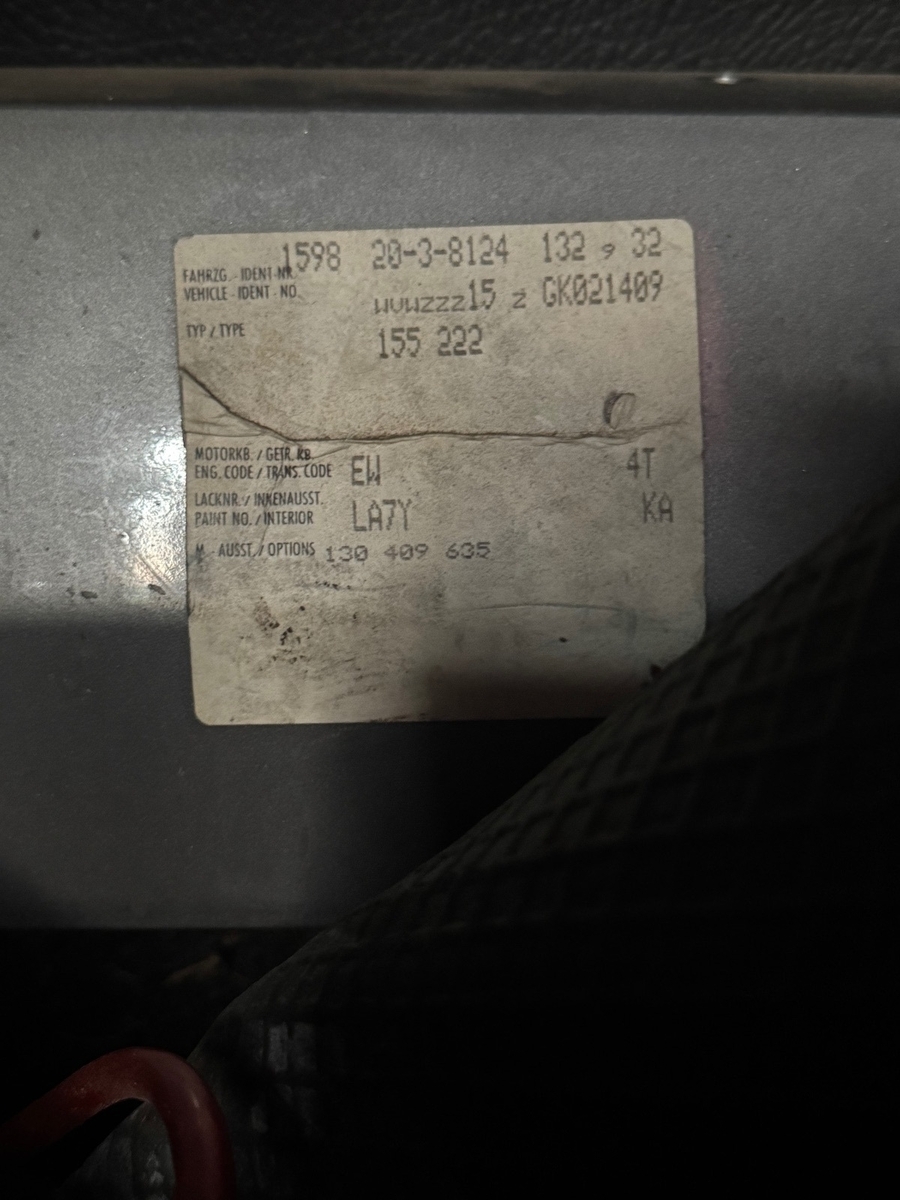 1598 20-3-8124 132 9 32
FAHRZG. - IDENT-NR.
VEHICLE - IDENT - NO. WVWZZZ15 Z GK021409
TYP / TYPE 155 222
MOTORKB. / GETR. KB.
ENG. CODE / TRANS. CODE EW 4T
LACKNR. / INNENAUSST.
PAINT NO. / INTERIOR LA7Y KA
M. - AUSST. / OPTIONS 130 409 635